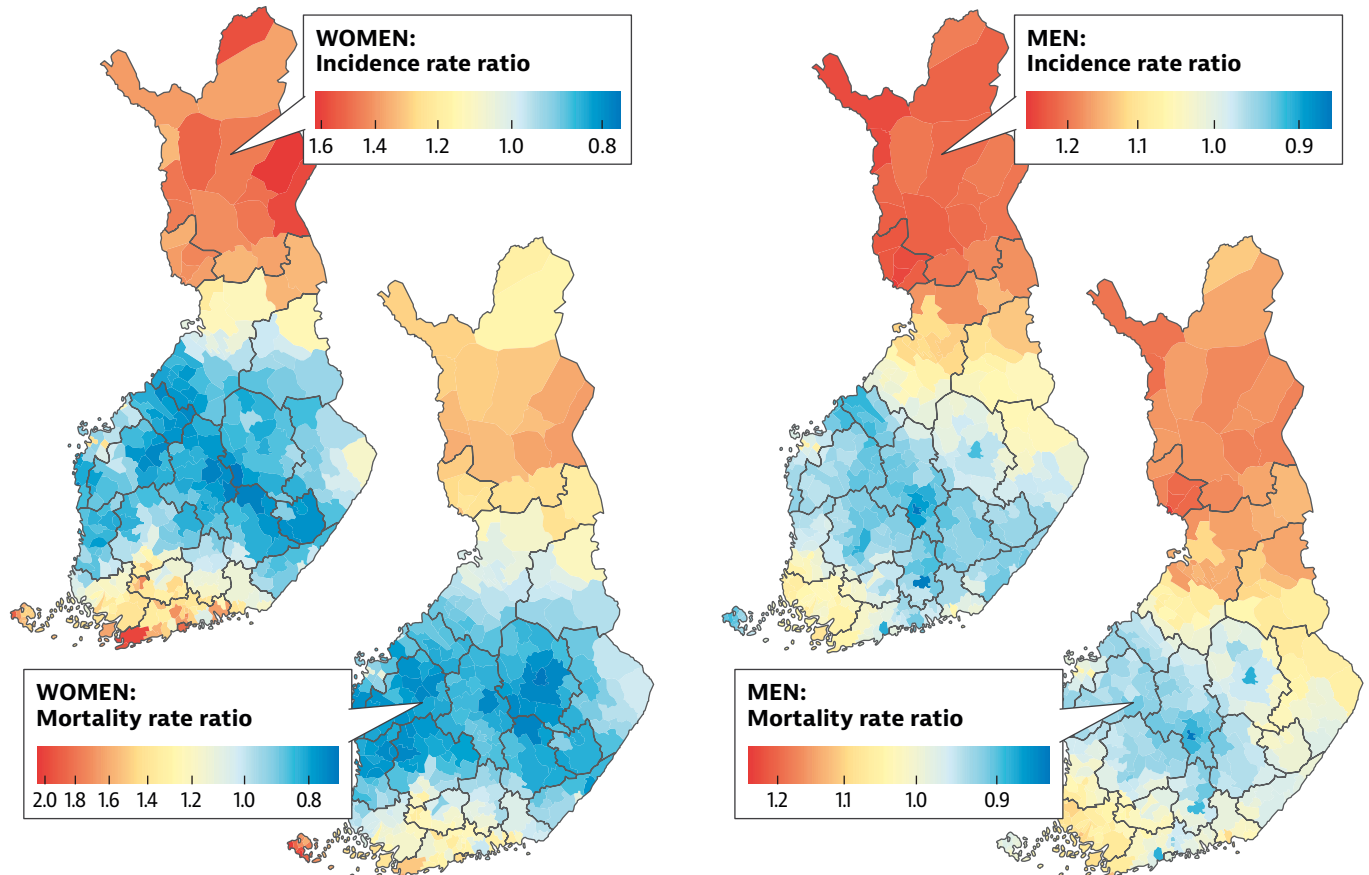 WOMEN:
Incidence rate ratio
1.6 1.4 1.2 1.0 0.8
MEN:
Incidence rate ratio
1.2 1.1 1.0 0.9
WOMEN:
Mortality rate ratio
2.0 1.8 1.6 1.4 1.2 1.0 0.8
MEN:
Mortality rate ratio
1.2 1.1 1.0 0.9